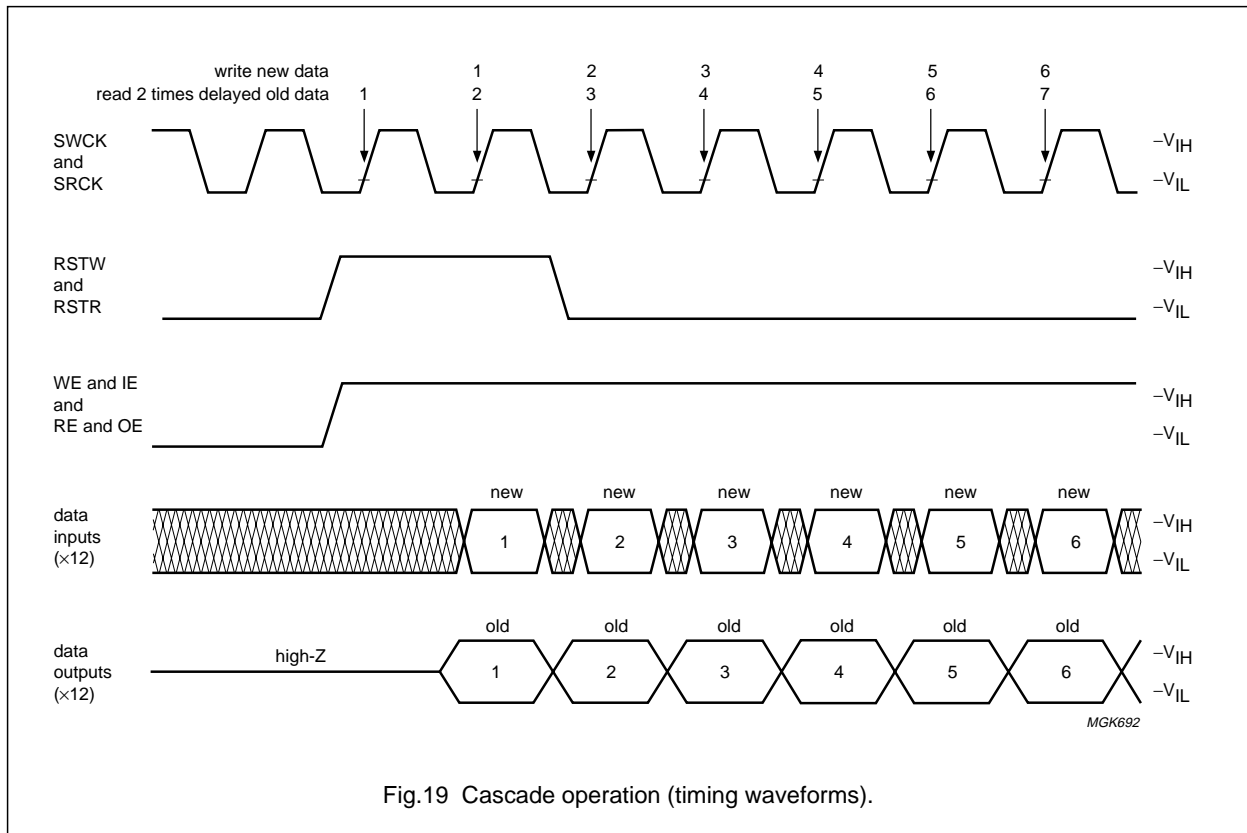 write new data 1 2 3 4 5 6
read 2 times delayed old data 1 2 3 4 5 6 7
SWCK
and
SRCK
–VIH
–VIL
RSTW
and
RSTR
–VIH
–VIL
WE and IE
and
RE and OE
–VIH
–VIL
new new new new new new
data
inputs
(×12)
1 2 3 4 5 6
–VIH
–VIL
old old old old old old
data
outputs
(×12)
high-Z
1 2 3 4 5 6
–VIH
–VIL
MGK692
Fig.19 Cascade operation (timing waveforms).